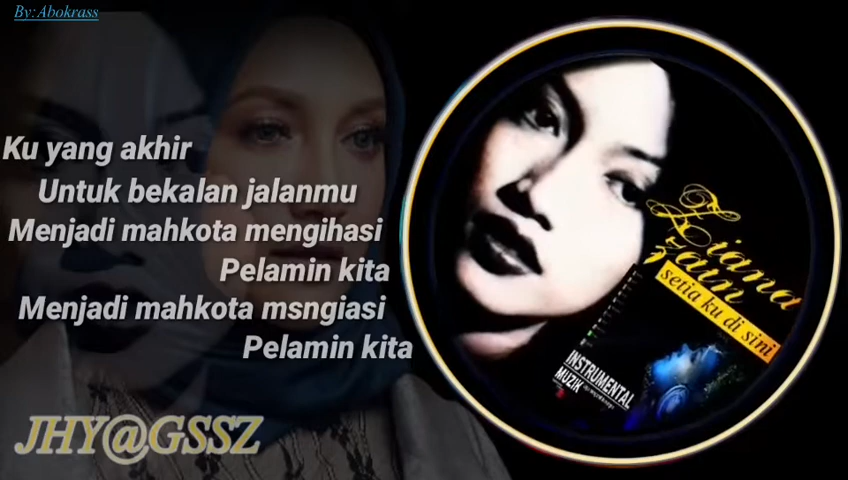 By:Abokrass
Ku yang akhir
Untuk bekalan jalanmu
Menjadi mahkota mengihasi
Pelamin kita
Menjadi mahkota msngiasi
Pelamin kita
JHY@GSSZ
Ziana
zain
setia ku di sini
INSTRUMENTAL
MUZIK